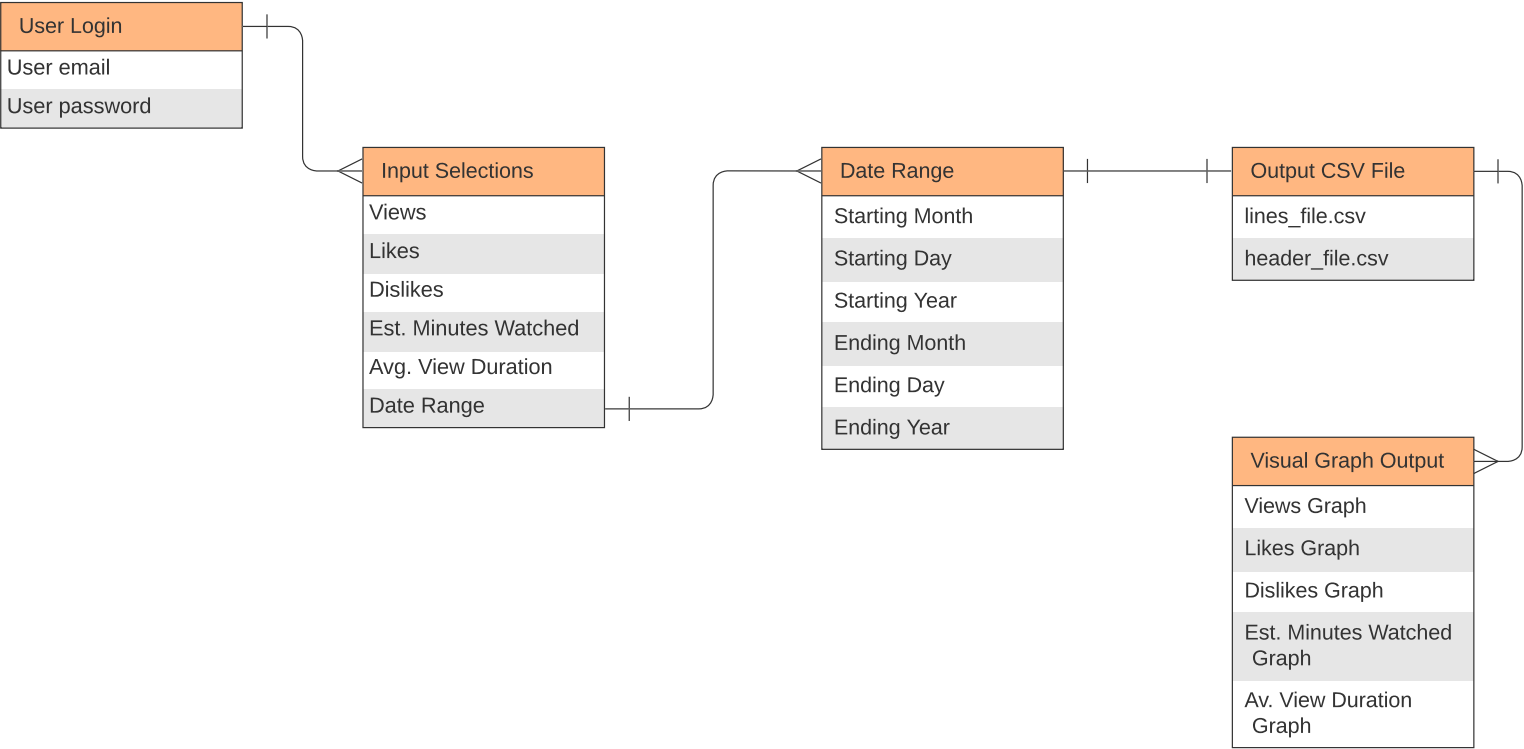 User Login
User email
User password
Input Selections
Views
Likes
Dislikes
Est. Minutes Watched
Avg. View Duration
Date Range
Date Range
Starting Month
Starting Day
Starting Year
Ending Month
Ending Day
Ending Year
Output CSV File
lines_file.csv
header_file.csv
Visual Graph Output
Views Graph
Likes Graph
Dislikes Graph
Est. Minutes Watched
Graph
Av. View Duration
Graph